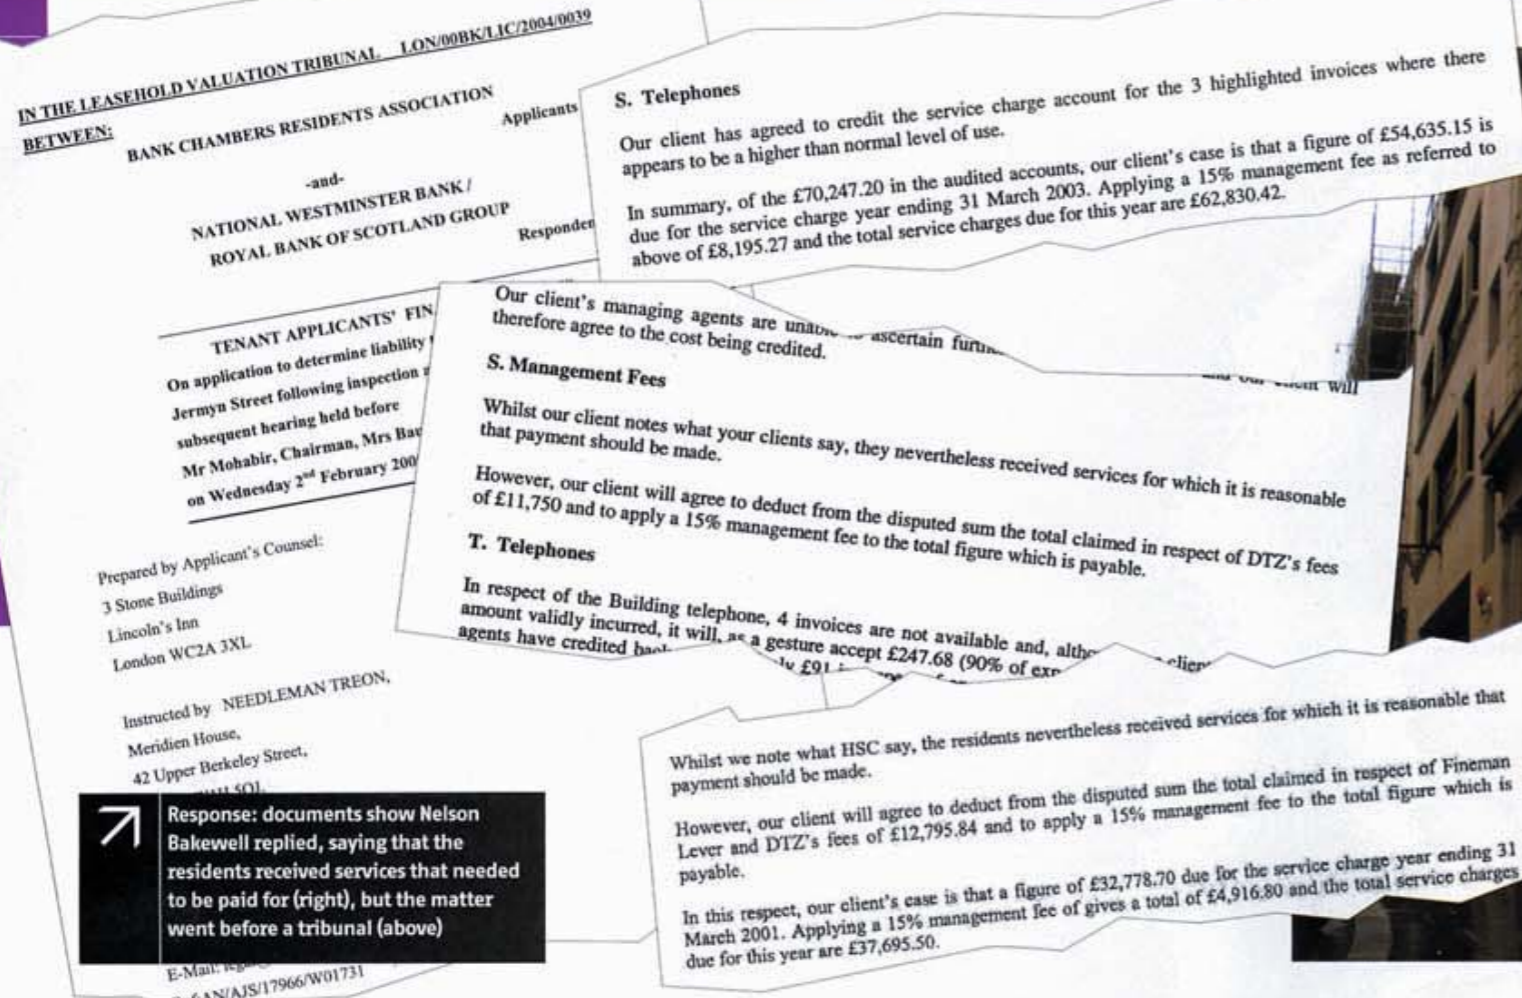 IN THE LEASEHOLD VALUATION TRIBUNAL LON/00BK/LIC/2004/0039
BETWEEN:
BANK CHAMBERS RESIDENTS ASSOCIATION
Applicants
-and-
NATIONAL WESTMINSTER BANK /
ROYAL BANK OF SCOTLAND GROUP
TENANT APPLICANTS'
On application to determine liability
Jermyn Street following inspection
subsequent hearing held before
Mr Mohabir, Chairman, Mrs
on Wednesday 2nd February
Prepared by Applicant's Counsel:
3 Stone Buildings
Lincoln's Inn
London WC2A 3XL
Instructed by NEEDLEMAN TREON,
Meridien House,
42 Upper Berkeley Street,
E-Mail:
/AJS/17966/W01731
S. Telephones
Our client has agreed to credit the service charge account for the 3 highlighted invoices where there
appears to be a higher than normal level of use.
In summary, of the £70,247.20 in the audited accounts, our client's case is that a figure of £54,635.15 is
due for the service charge year ending 31 March 2003. Applying a 15% management fee as referred to
above of £8,195.27 and the total service charges due for this year are £62,830.42.
Our client's managing agents are ascertain
will
therefore agree to the cost being credited.
S. Management Fees
Whilst our client notes what your clients say, they nevertheless received services for which it is reasonable
that payment should be made.
However, our client will agree to deduct from the disputed sum the total claimed in respect of DTZ's fees
of £11,750 and to apply a 15% management fee to the total figure which is payable.
T. Telephones
In respect of the Building telephone, 4 invoices are not available and,
amount validly incurred, it will, as a gesture accept £247.68 (90% of
agents have credited £91
Whilst we note what HSC say, the residents nevertheless received services for which it is reasonable that
payment should be made.
However, our client will agree to deduct from the disputed sum the total claimed in respect of Fineman
Lever and DTZ's fees of £12,795.84 and to apply a 15% management fee to the total figure which is
payable.
In this respect, our client's case is that a figure of £32,778.70 due for the service charge year ending 31
March 2001. Applying a 15% management fee of gives a total of £4,916.80 and the total service charges
due for this year are £37,695.50.
Response: documents show Nelson
Bakewell replied, saying that the
residents received services that needed
to be paid for (right), but the matter
went before a tribunal (above)